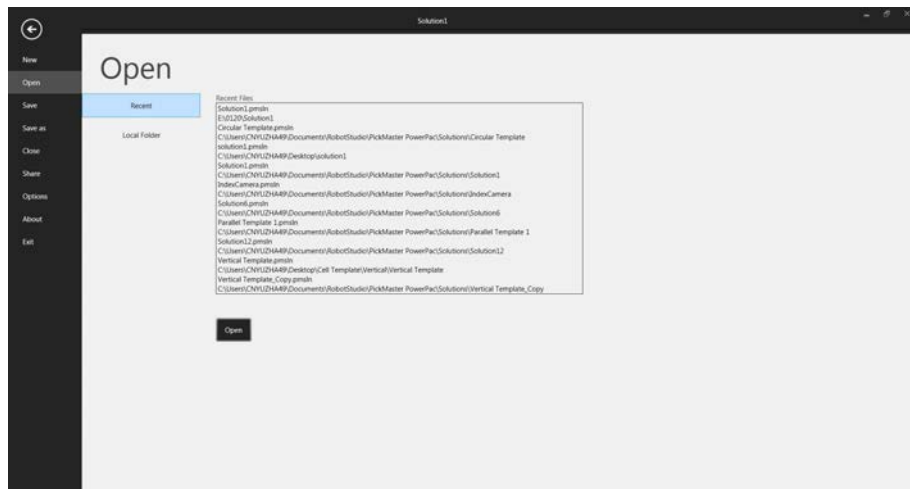 Solution1
New
Open
Save
Save as
Close
Share
Options
About
Exit
Open
Recent
Local Folder
Recent Files
Solution1.pmsln
E:\0120\Solution1
Circular Template.pmsln
C:\Users\CNYUZHA49\Documents\RobotStudio\PickMaster PowerPac\Solutions\Circular Template
solution1.pmsln
C:\Users\CNYUZHA49\Desktop\solution1
Solution1.pmsln
C:\Users\CNYUZHA49\Documents\RobotStudio\PickMaster PowerPac\Solutions\Solution1
IndexCamera.pmsln
C:\Users\CNYUZHA49\Documents\RobotStudio\PickMaster PowerPac\Solutions\IndexCamera
Solution6.pmsln
C:\Users\CNYUZHA49\Documents\RobotStudio\PickMaster PowerPac\Solutions\Solution6
Parallel Template 1.pmsln
C:\Users\CNYUZHA49\Documents\RobotStudio\PickMaster PowerPac\Solutions\Parallel Template 1
Solution12.pmsln
C:\Users\CNYUZHA49\Documents\RobotStudio\PickMaster PowerPac\Solutions\Solution12
Vertical Template.pmsln
C:\Users\CNYUZHA49\Desktop\Cell Template\Vertical\Vertical Template
Vertical Template_Copy.pmsln
C:\Users\CNYUZHA49\Documents\RobotStudio\PickMaster PowerPac\Solutions\Vertical Template_Copy
Open